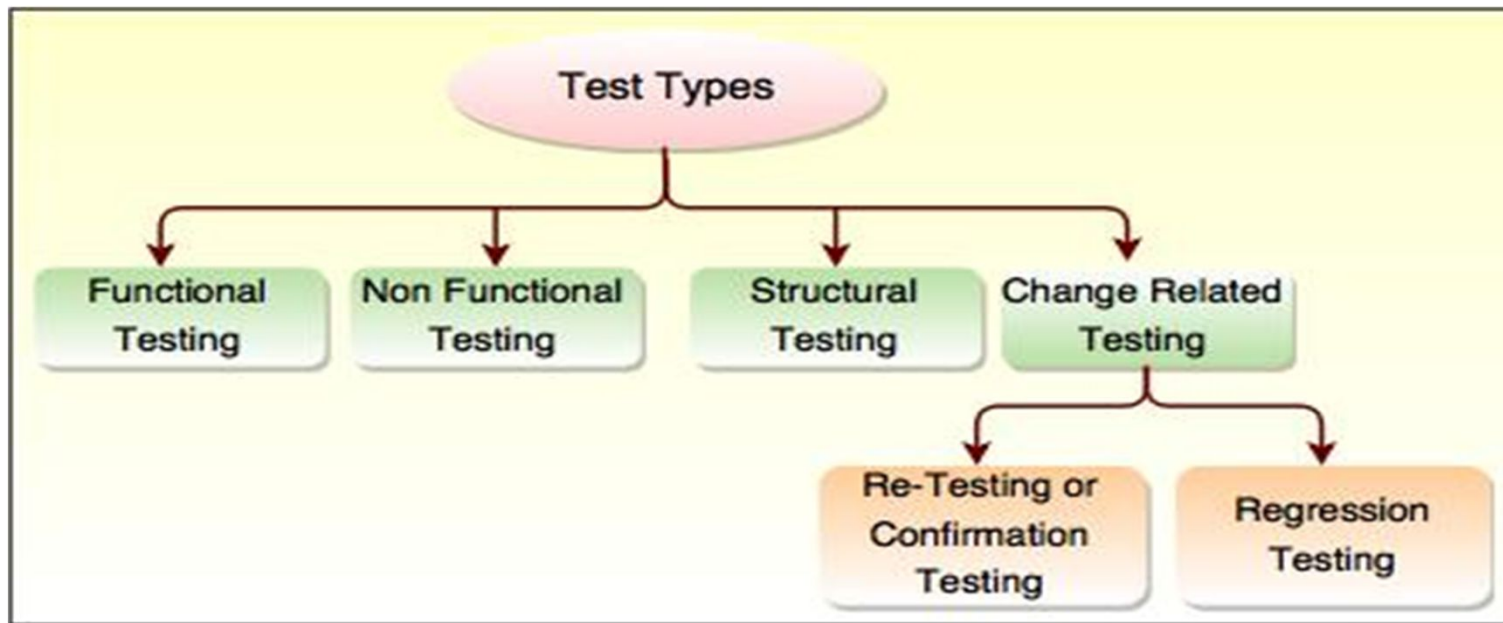 Test Types
Functional
Testing
Non Functional
Testing
Structural
Testing
Change Related
Testing
Re-Testing or
Confirmation
Testing
Regression
Testing